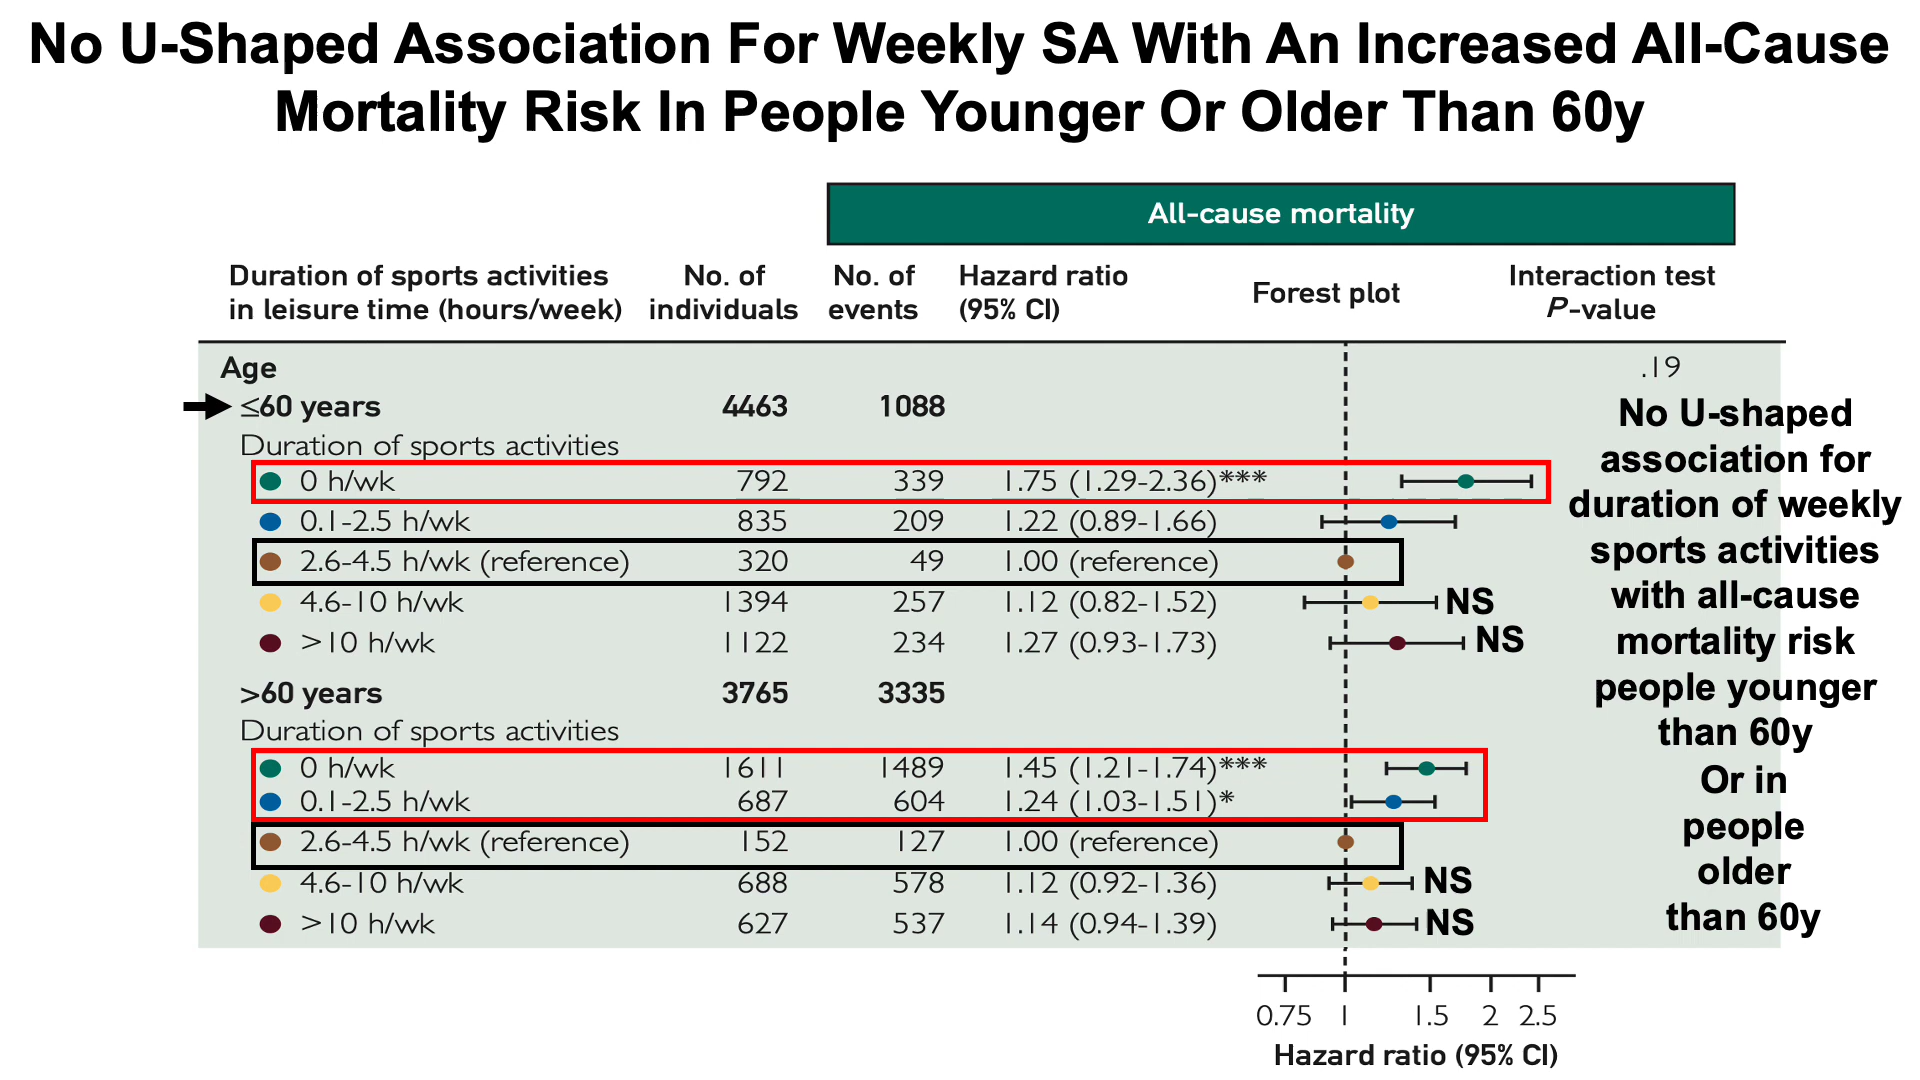 No U-Shaped Association For Weekly SA With An Increased All-Cause
Mortality Risk In People Younger Or Older Than 60y
All-cause mortality
Duration of sports activities
in leisure time (hours/week)
No. of
individuals
No. of
events
Hazard ratio
(95% CI)
Forest plot
Interaction test
P-value
Age .19
≤60 years 4463 1088
Duration of sports activities
0 h/wk 792 339 1.75 (1.29-2.36)***
0.1-2.5 h/wk 835 209 1.22 (0.89-1.66)
2.6-4.5 h/wk (reference) 320 49 1.00 (reference)
4.6-10 h/wk 1394 257 1.12 (0.82-1.52) NS
>10 h/wk 1122 234 1.27 (0.93-1.73) NS
>60 years 3765 3335
Duration of sports activities
0 h/wk 1611 1489 1.45 (1.21-1.74)***
0.1-2.5 h/wk 687 604 1.24 (1.03-1.51)*
2.6-4.5 h/wk (reference) 152 127 1.00 (reference)
4.6-10 h/wk 688 578 1.12 (0.92-1.36) NS
>10 h/wk 627 537 1.14 (0.94-1.39) NS
No U-shaped
association for
duration of weekly
sports activities
with all-cause
mortality risk
people younger
than 60y
Or in
people
older
than 60y
0.75 1 1.5 2 2.5
Hazard ratio (95% CI)